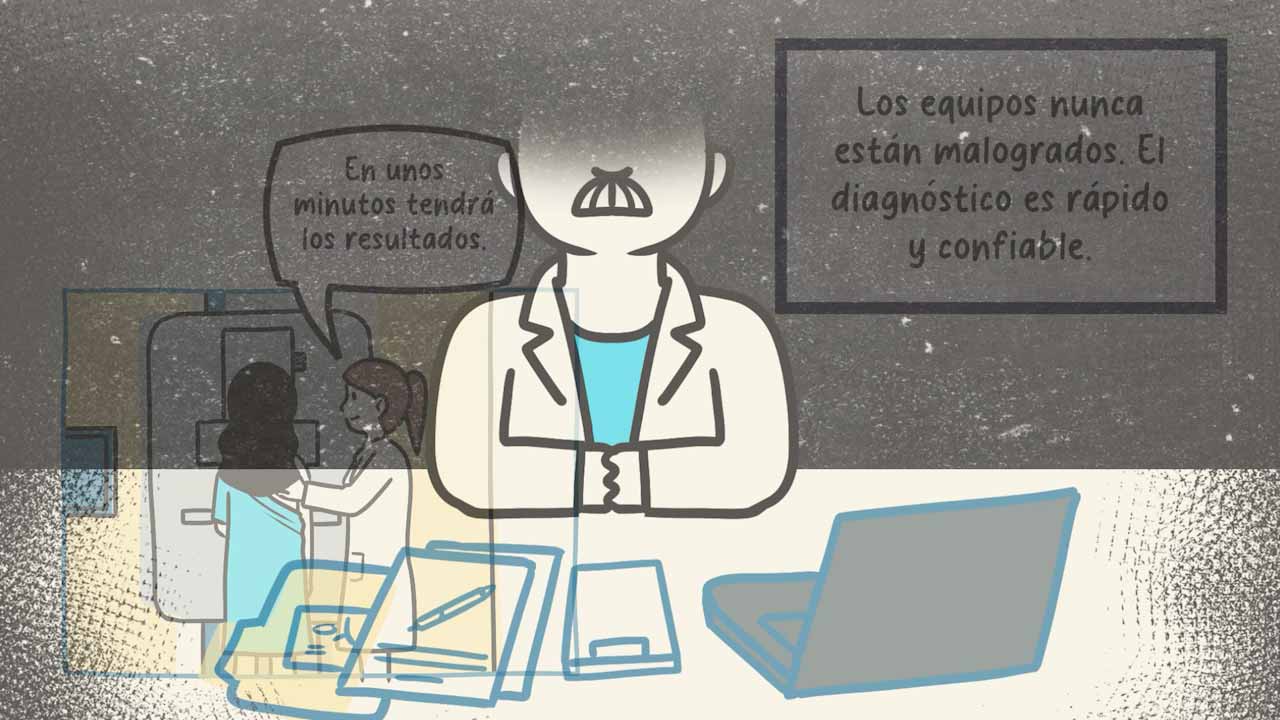 En unos
minutos tendrá
los resultados.
Los equipos nunca
están malogrados. El
diagnóstico es rápido
y confiable.